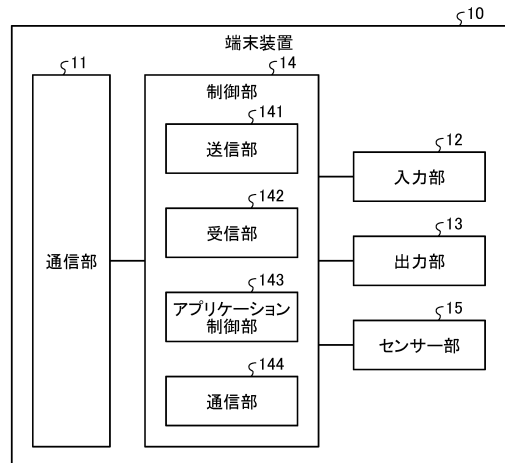 10
端末装置
11
通信部
14
制御部
141
送信部
142
受信部
143
アプリケーション
制御部
144
通信部
12
入力部
13
出力部
15
センサー部